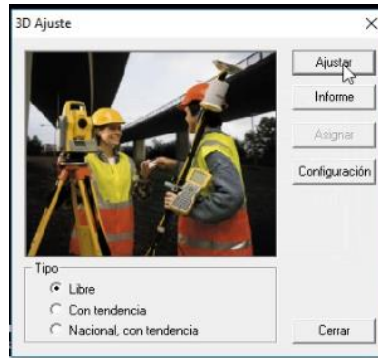 3D Ajuste
Ajustar
Informe
Asignar
Configuración
Tipo
Libre
Con tendencia
Nacional, con tendencia
Cerrar